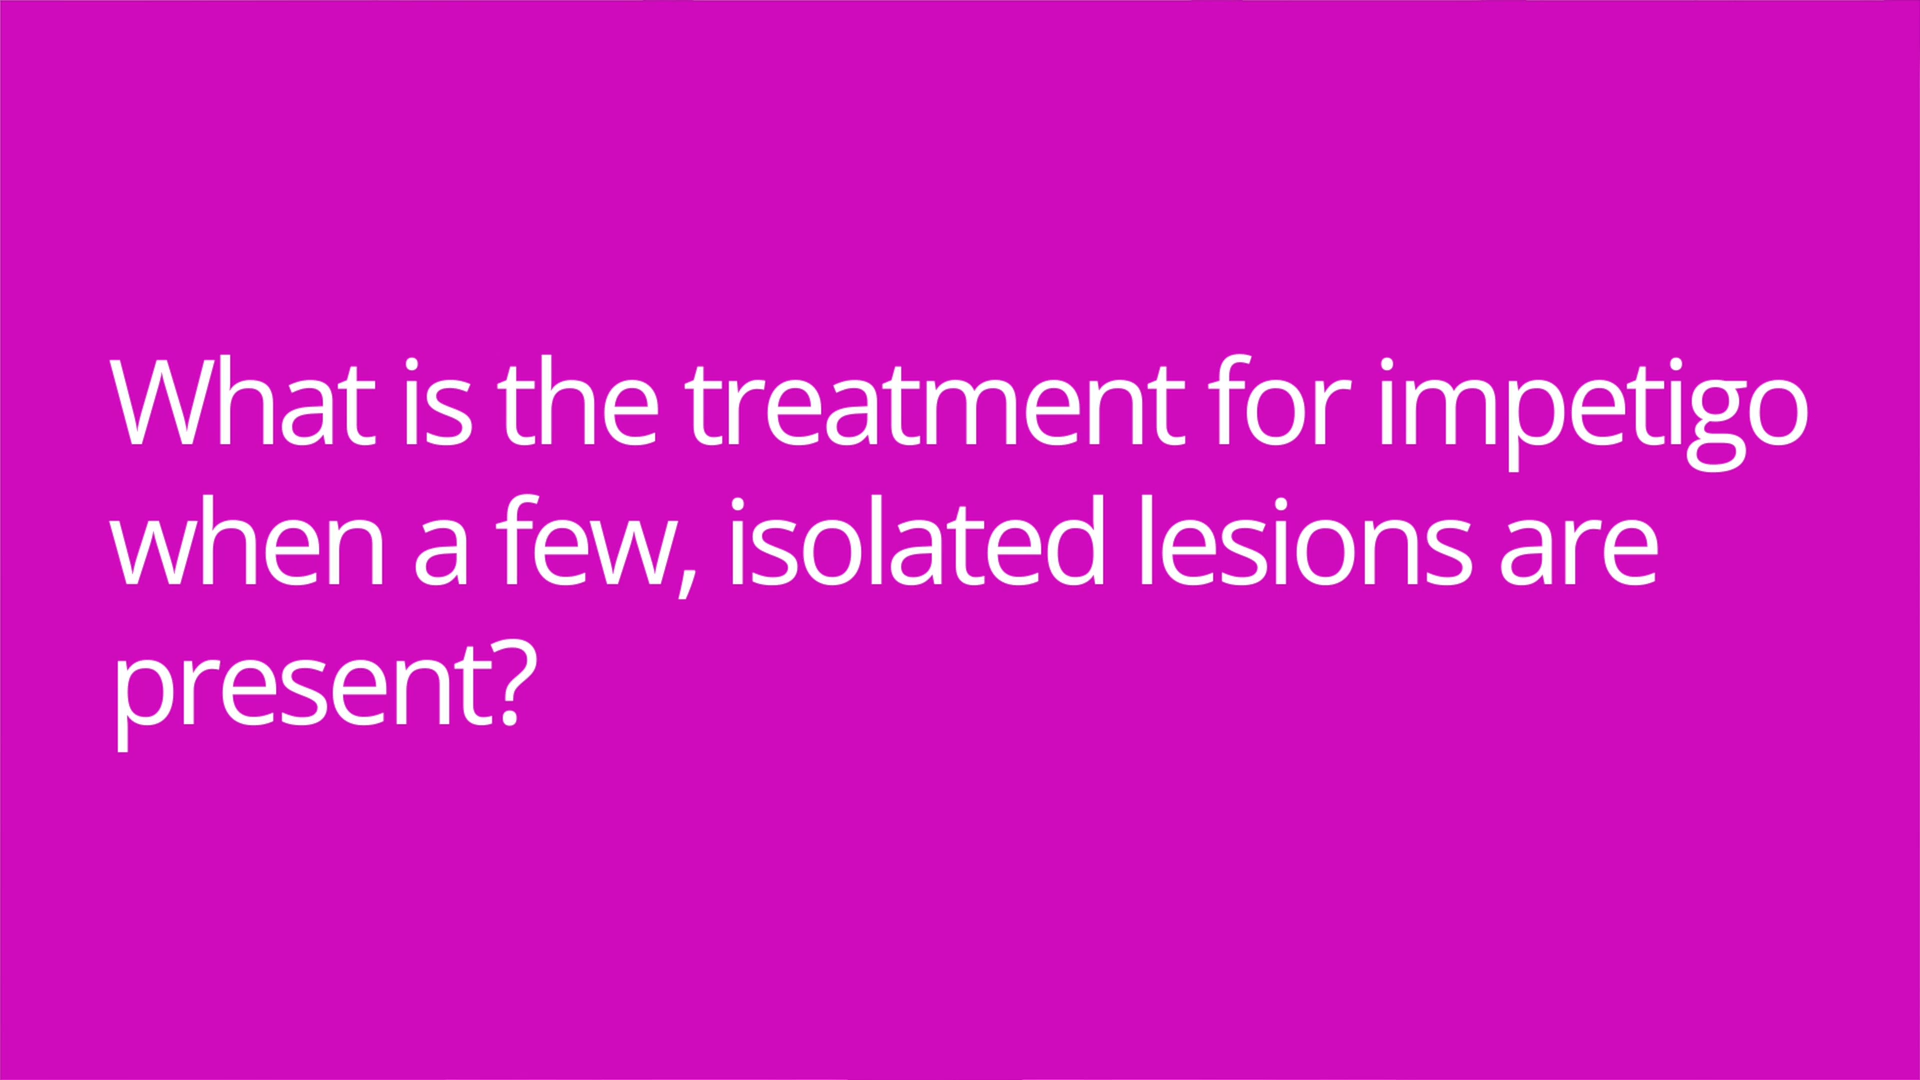 What is the treatment for impetigo
when a few, isolated lesions are
present?